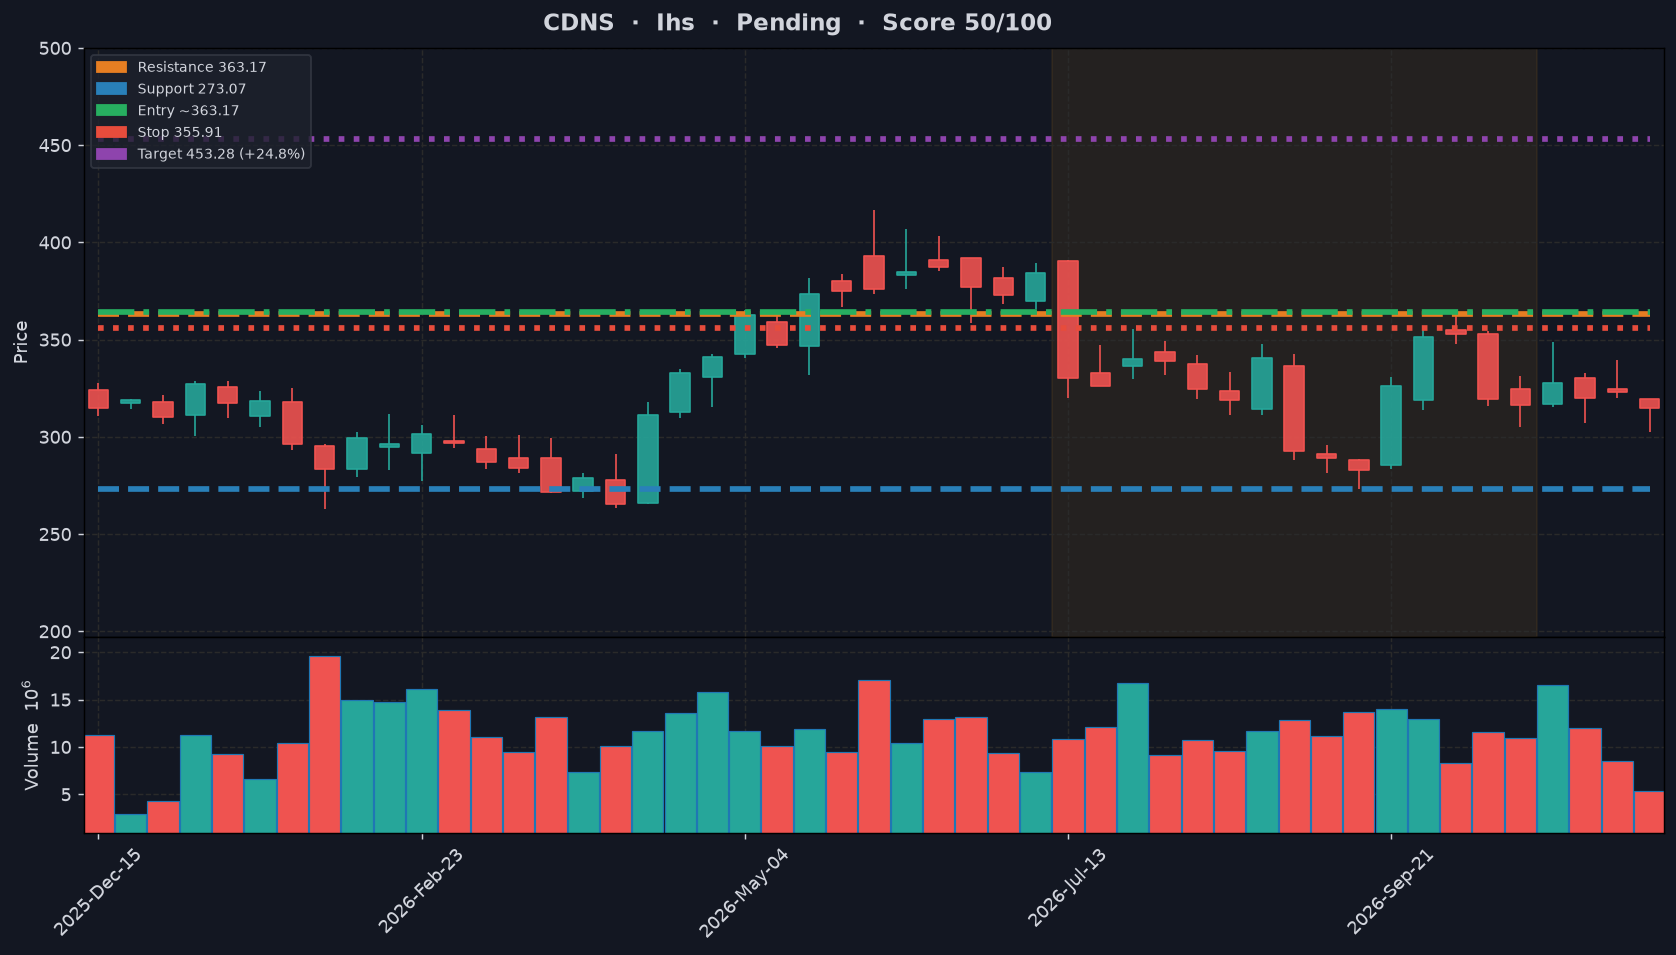 CDNS · Ihs · Pending · Score 50/100
Resistance 363.17
Support 273.07
Entry ~363.17
Stop 355.91
Target 453.28 (+24.8%)
500
450
400
350
300
250
200
Price
20
15
10
5
Volume 10⁶
2025-Dec-15
2026-Feb-23
2026-May-04
2026-Jul-13
2026-Sep-21